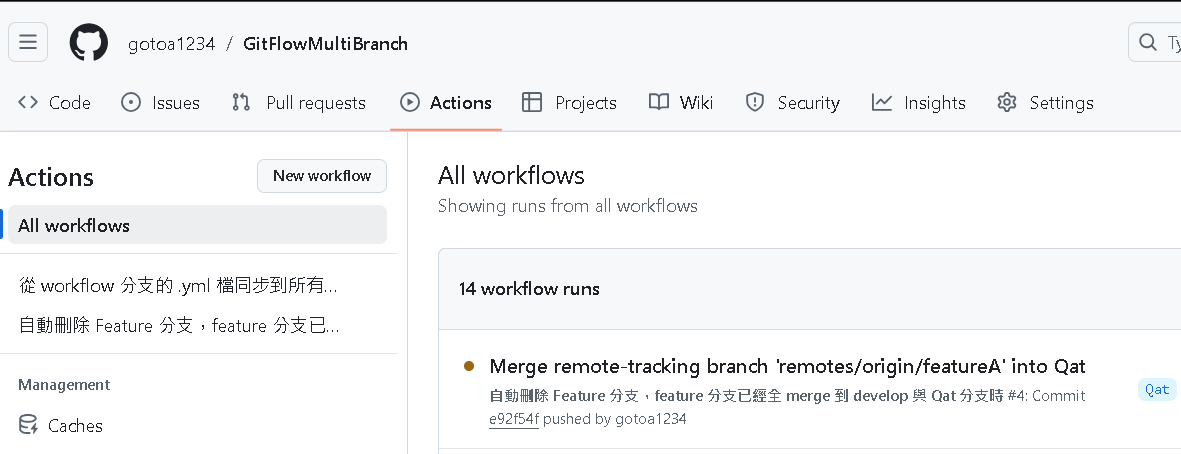 gotoa1234 / GitFlowMultiBranch
Code Issues Pull requests Actions Projects Wiki Security Insights Settings
Actions
New workflow
All workflows
從 workflow 分支的 .yml 檔同步到所有...
自動刪除 Feature 分支，feature 分支已...
Management
Caches
All workflows
Showing runs from all workflows
14 workflow runs
Merge remote-tracking branch 'remotes/origin/featureA' into Qat
自動刪除 Feature 分支，feature 分支已經全 merge 到 develop 與 Qat 分支時 #4: Commit
e92f54f pushed by gotoa1234
Qat